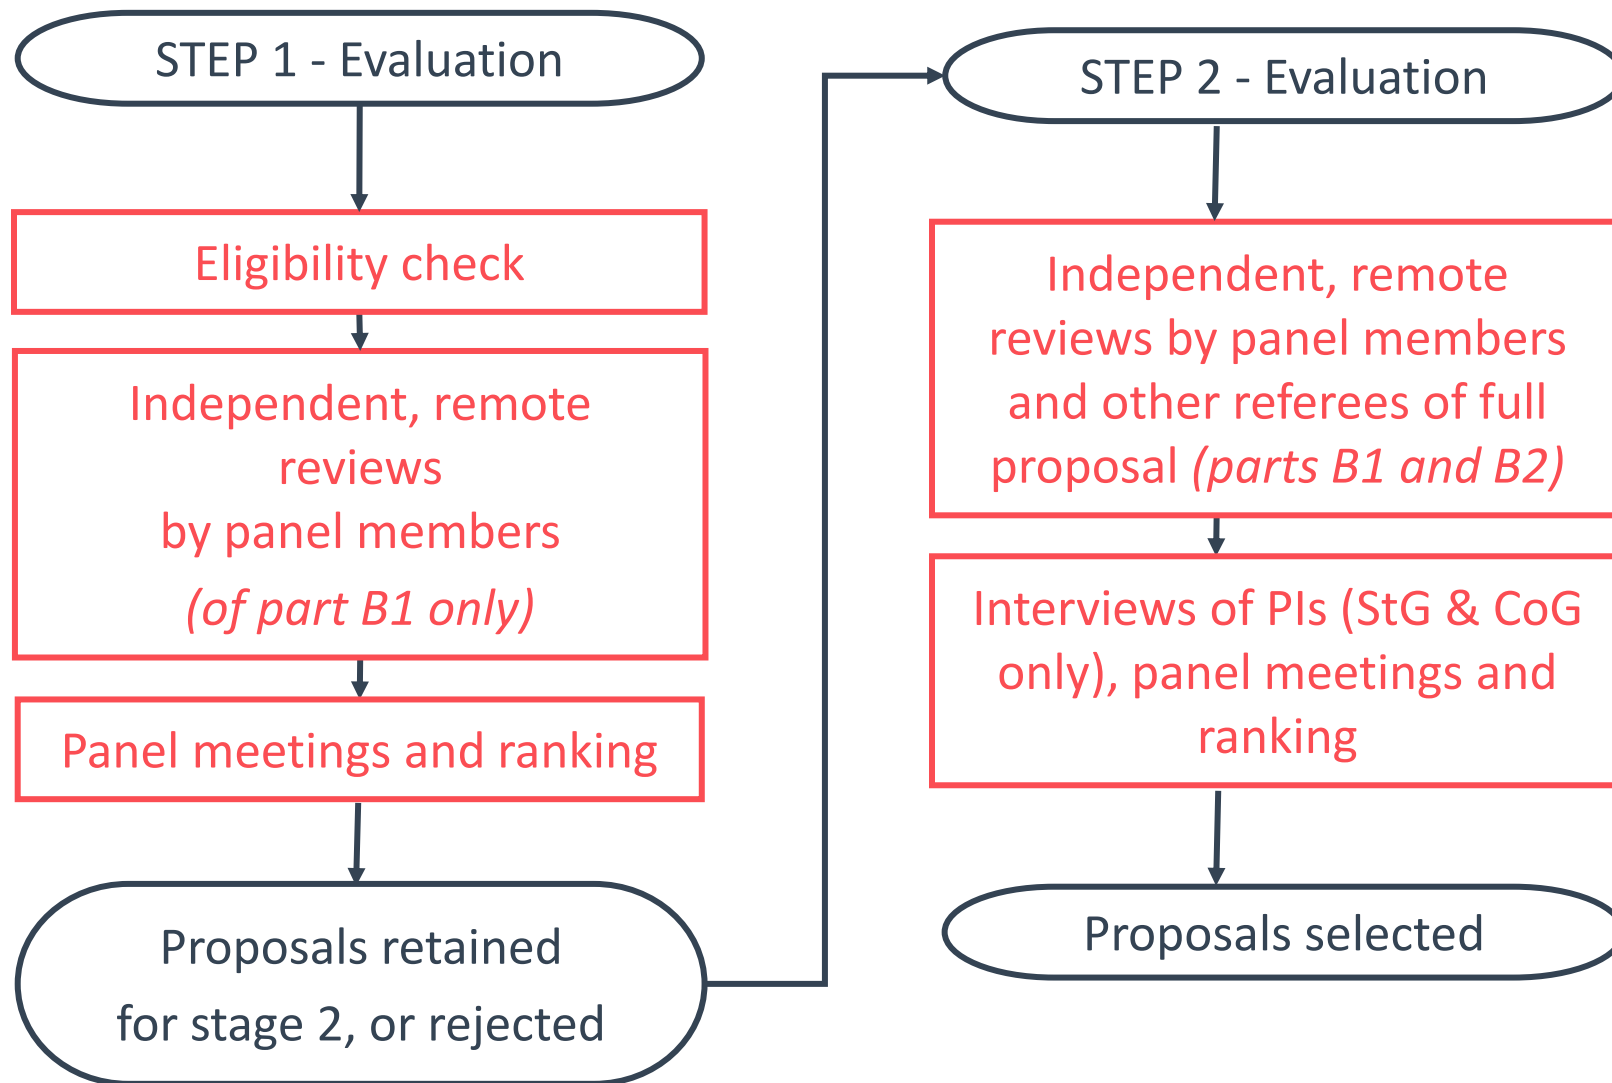 STEP 1 - Evaluation
Eligibility check
Independent, remote
reviews
by panel members
(of part B1 only)
Panel meetings and ranking
Proposals retained
for stage 2, or rejected
STEP 2 - Evaluation
Independent, remote
reviews by panel members
and other referees of full
proposal (parts B1 and B2)
Interviews of PIs (StG & CoG
only), panel meetings and
ranking
Proposals selected